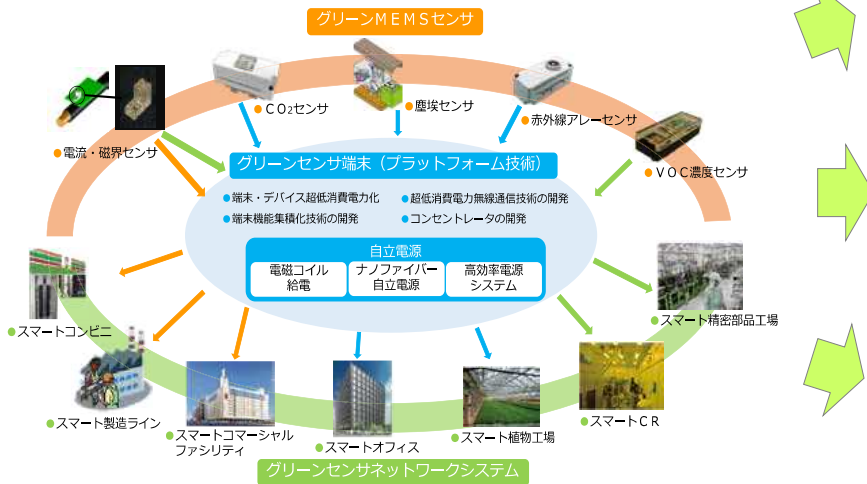 グリーンＭＥＭＳセンサ
●ＣＯ₂センサ
●塵埃センサ
●赤外線アレーセンサ
●電流・磁界センサ
●ＶＯＣ濃度センサ
グリーンセンサ端末（プラットフォーム技術）
●端末・デバイス超低消費電力化
●超低消費電力無線通信技術の開発
●端末機能集積化技術の開発
●コンセントレータの開発
自立電源
電磁コイル
給電
ナノファイバー
自立電源
高効率電源
システム
●スマートコンビニ
●スマート精密部品工場
●スマート製造ライン
●スマートコマーシャル
ファシリティ
●スマートオフィス
●スマート植物工場
●スマートＣＲ
グリーンセンサネットワークシステム